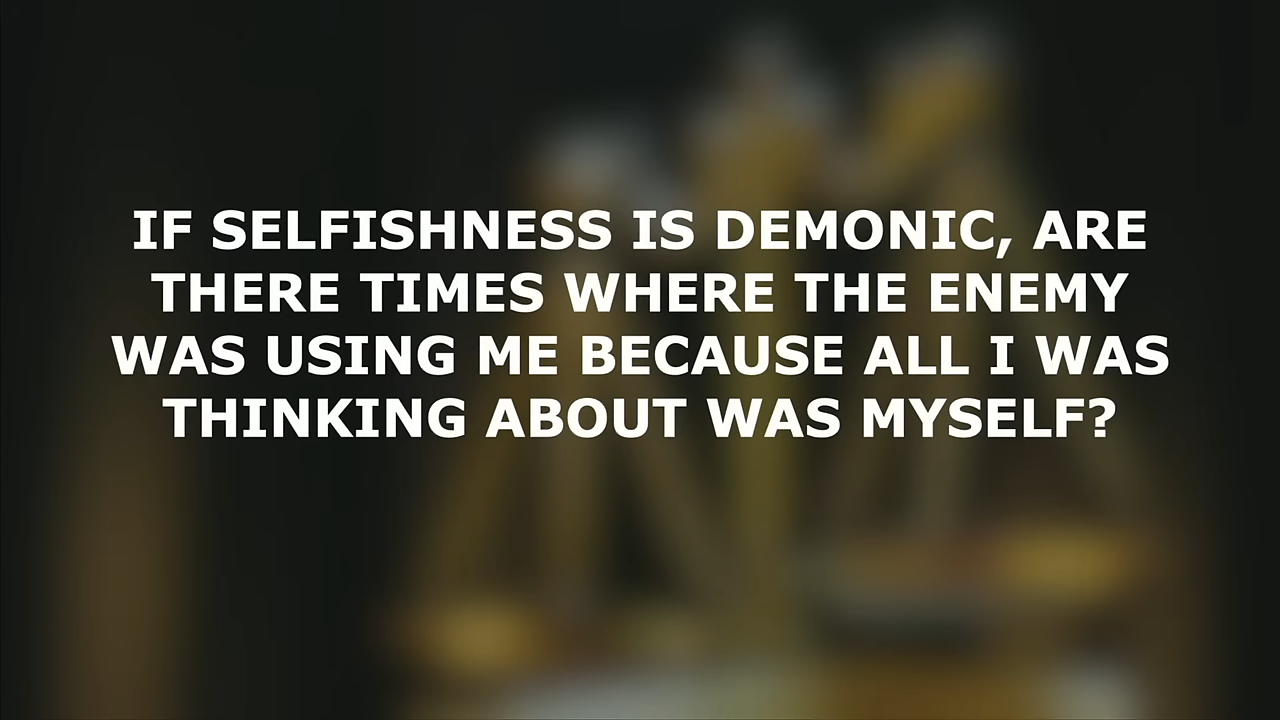 IF SELFISHNESS IS DEMONIC, ARE
THERE TIMES WHERE THE ENEMY
WAS USING ME BECAUSE ALL I WAS
THINKING ABOUT WAS MYSELF?